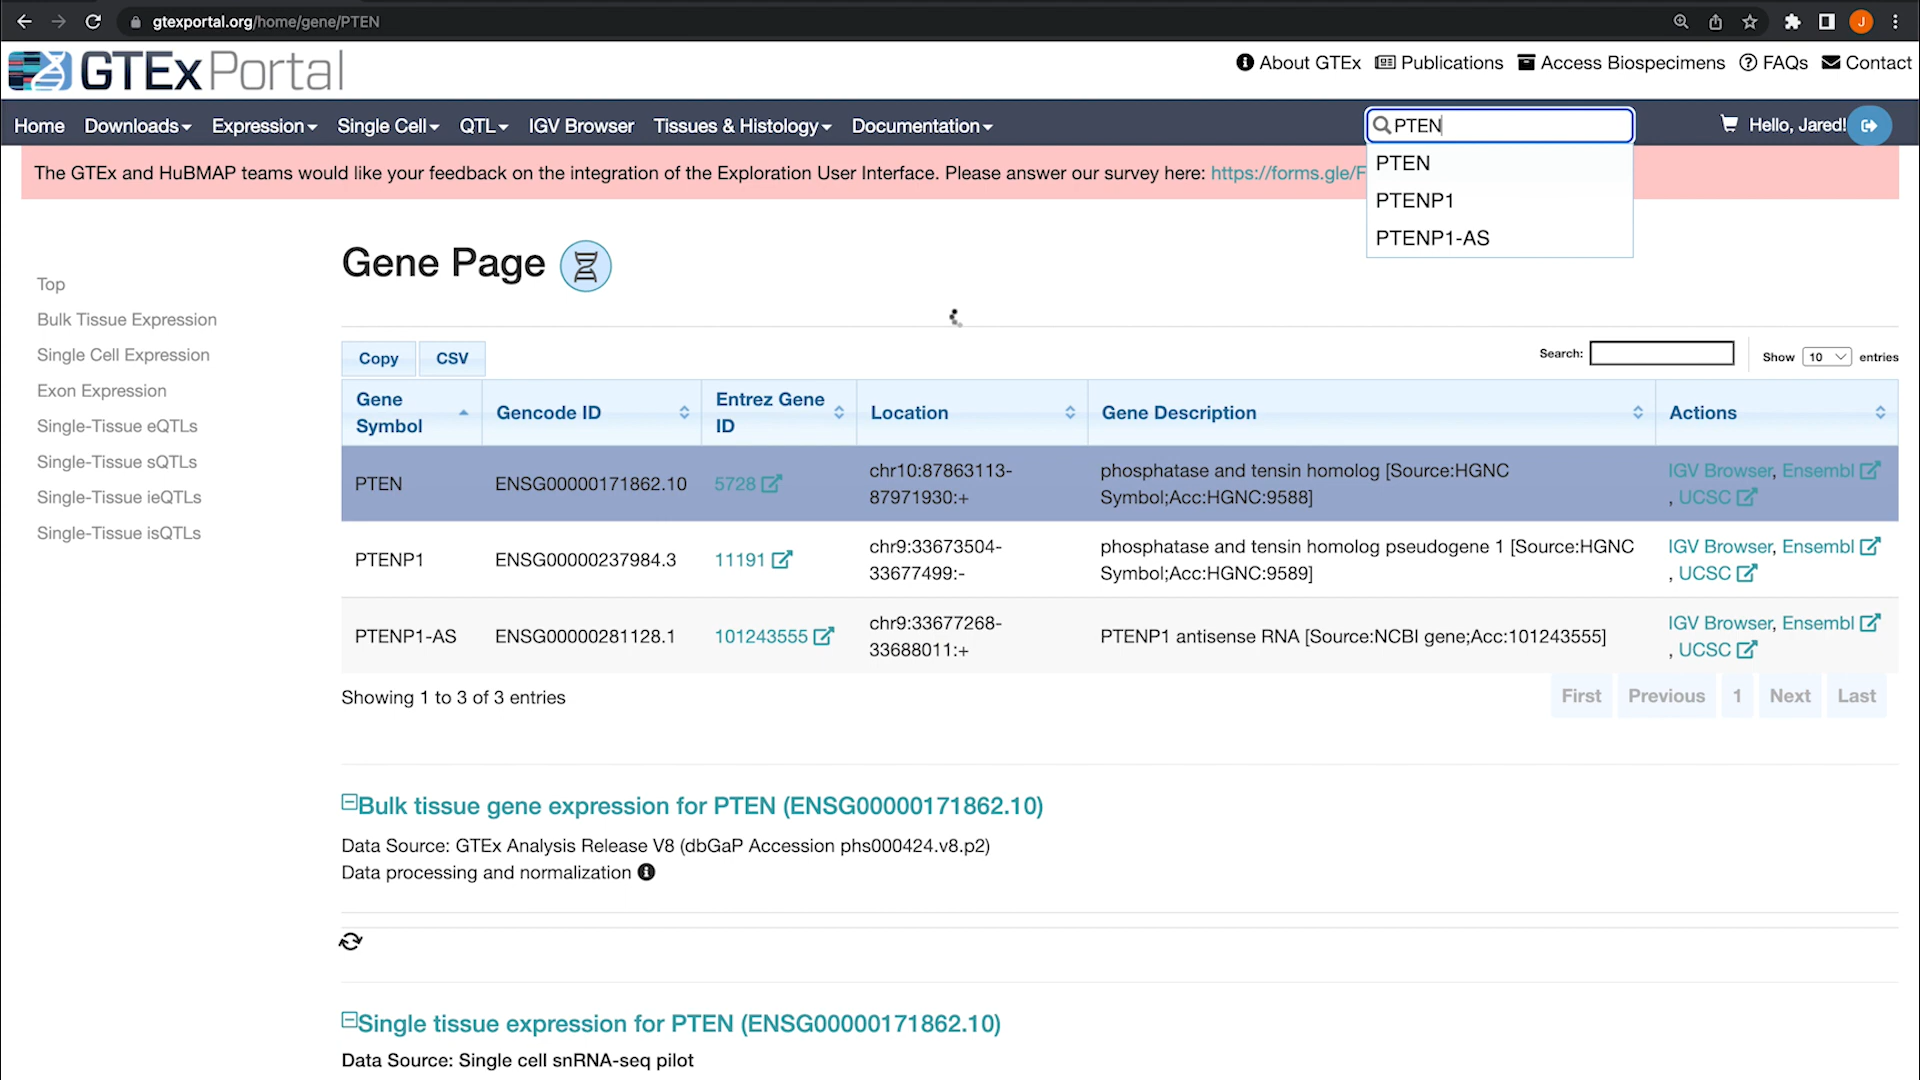 gtexportal.org/home/gene/PTEN
J
GTEx Portal
About GTEx Publications Access Biospecimens FAQs Contact
Home Downloads Expression Single Cell QTL IGV Browser Tissues & Histology Documentation PTEN Hello, Jared!
PTEN
PTENP1
PTENP1-AS
The GTEx and HuBMAP teams would like your feedback on the integration of the Exploration User Interface. Please answer our survey here: https://forms.gle/F
Top
Bulk Tissue Expression
Single Cell Expression
Exon Expression
Single-Tissue eQTLs
Single-Tissue sQTLs
Single-Tissue ieQTLs
Single-Tissue isQTLs
Gene Page
Copy CSV
Search: Show 10 entries
Gene Symbol Gencode ID Entrez Gene ID Location Gene Description Actions
PTEN ENSG00000171862.10 5728 chr10:87863113-87971930:+ phosphatase and tensin homolog [Source:HGNC Symbol;Acc:HGNC:9588] IGV Browser, Ensembl , UCSC
PTENP1 ENSG00000237984.3 11191 chr9:33673504-33677499:- phosphatase and tensin homolog pseudogene 1 [Source:HGNC Symbol;Acc:HGNC:9589] IGV Browser, Ensembl , UCSC
PTENP1-AS ENSG00000281128.1 101243555 chr9:33677268-33688011:+ PTENP1 antisense RNA [Source:NCBI gene;Acc:101243555] IGV Browser, Ensembl , UCSC
Showing 1 to 3 of 3 entries
First Previous 1 Next Last
Bulk tissue gene expression for PTEN (ENSG00000171862.10)
Data Source: GTEx Analysis Release V8 (dbGaP Accession phs000424.v8.p2)
Data processing and normalization
Single tissue expression for PTEN (ENSG00000171862.10)
Data Source: Single cell snRNA-seq pilot